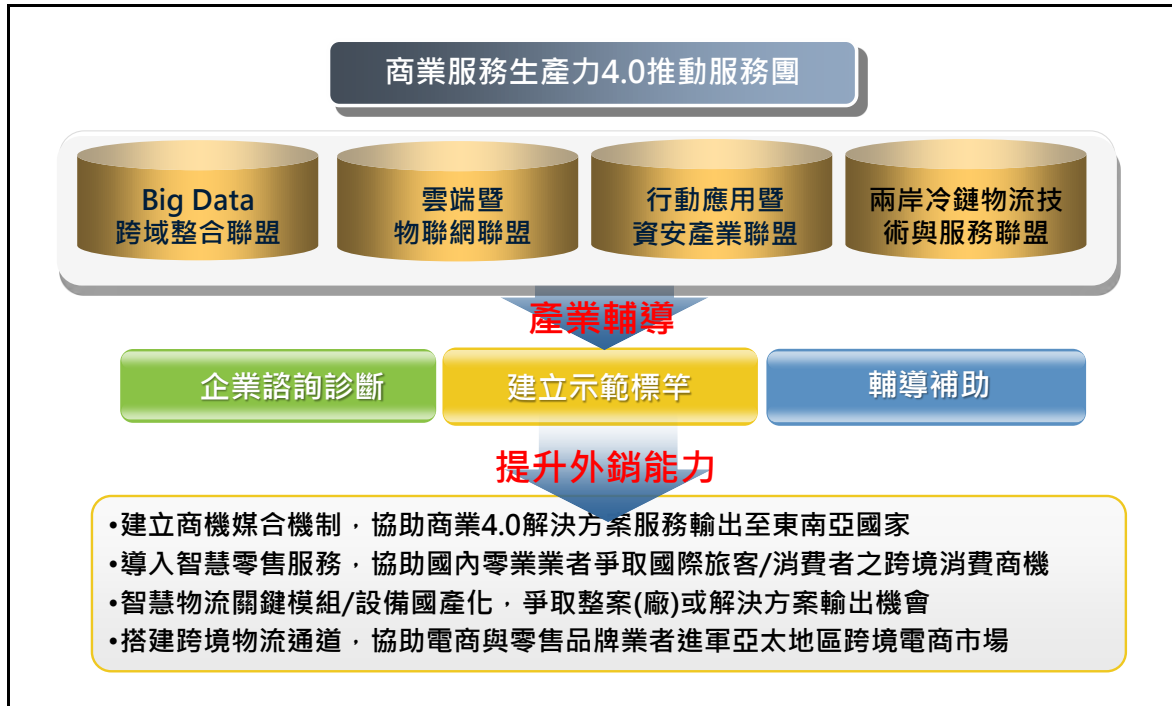 商業服務生產力4.0推動服務團
Big Data
跨域整合聯盟
雲端暨
物聯網聯盟
行動應用暨
資安產業聯盟
兩岸冷鏈物流技
術與服務聯盟
產業輔導
企業諮詢診斷
建立示範標竿
輔導補助
提升外銷能力
•建立商機媒合機制，協助商業4.0解決方案服務輸出至東南亞國家
•導入智慧零售服務，協助國內零業業者爭取國際旅客/消費者之跨境消費商機
•智慧物流關鍵模組/設備國產化，爭取整案(廠)或解決方案輸出機會
•搭建跨境物流通道，協助電商與零售品牌業者進軍亞太地區跨境電商市場